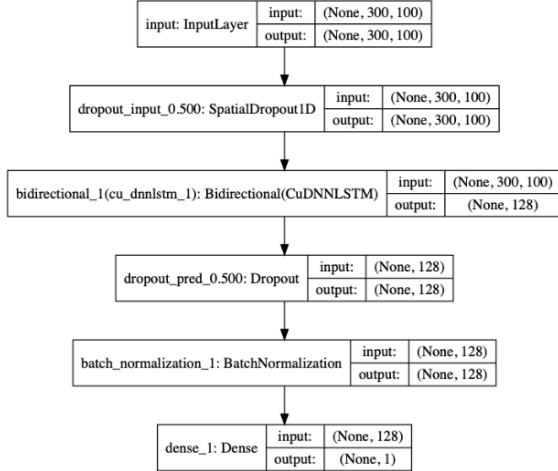 input: InputLayer
input: (None, 300, 100)
output: (None, 300, 100)
dropout_input_0.500: SpatialDropout1D
input: (None, 300, 100)
output: (None, 300, 100)
bidirectional_1(cu_dnnlstm_1): Bidirectional(CuDNNLSTM)
input: (None, 300, 100)
output: (None, 128)
dropout_pred_0.500: Dropout
input: (None, 128)
output: (None, 128)
batch_normalization_1: BatchNormalization
input: (None, 128)
output: (None, 128)
dense_1: Dense
input: (None, 128)
output: (None, 1)